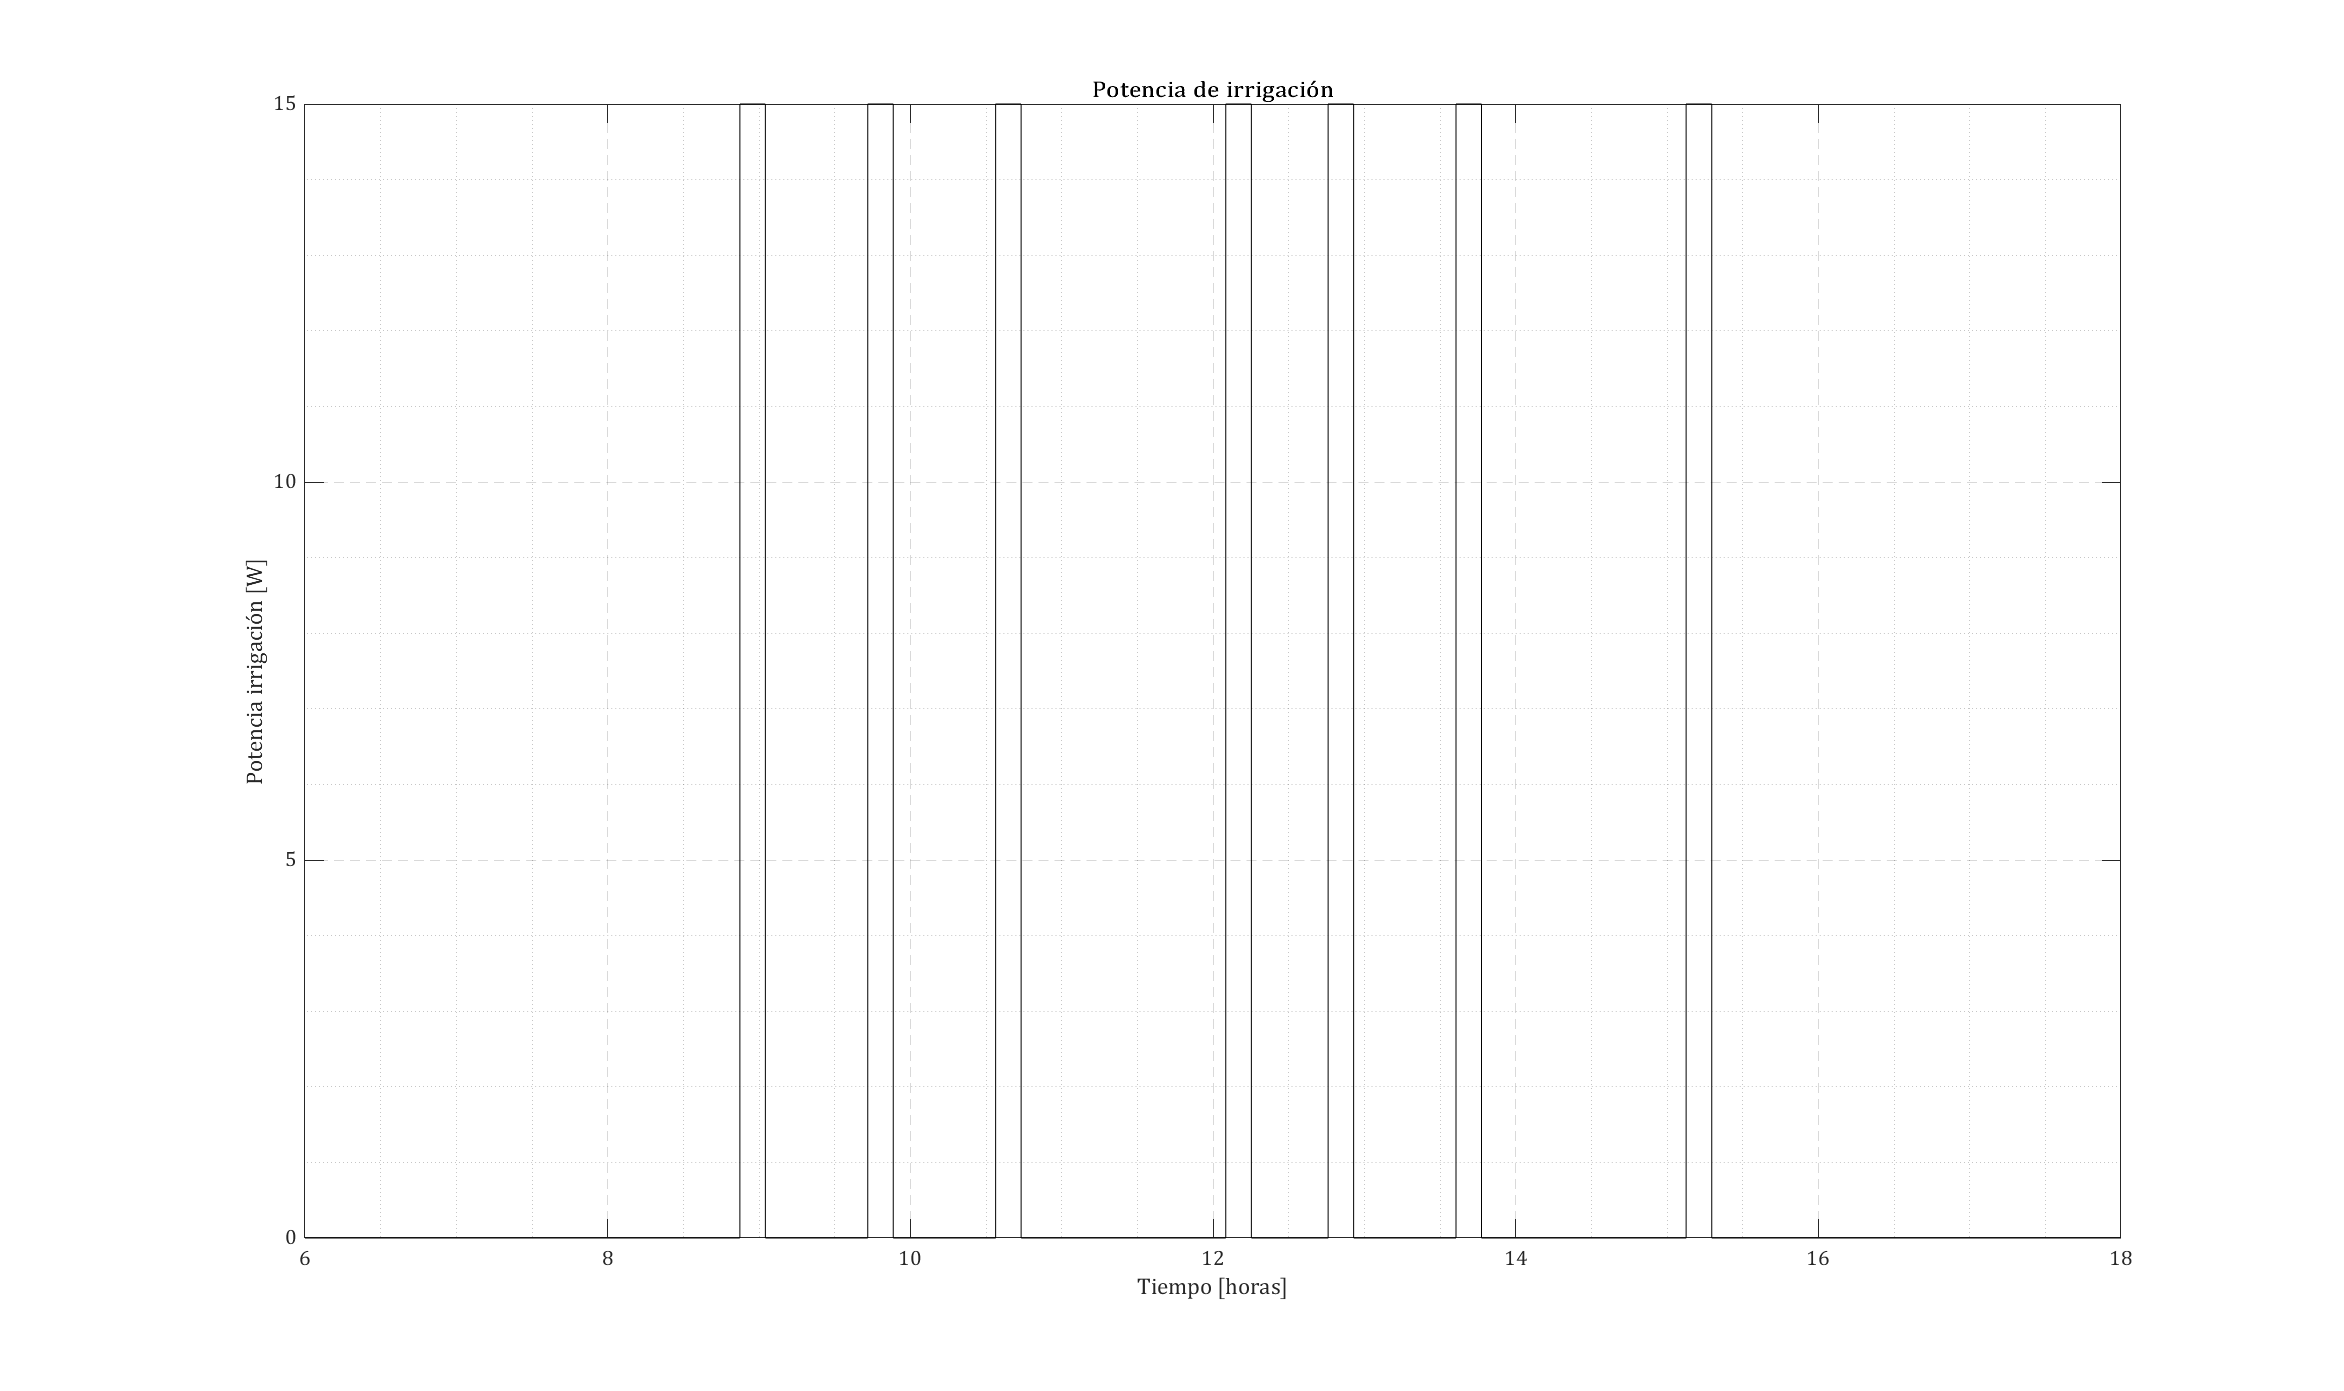 Potencia de irrigación
15
10
5
0
Potencia irrigación [W]
6 8 10 12 14 16 18
Tiempo [horas]